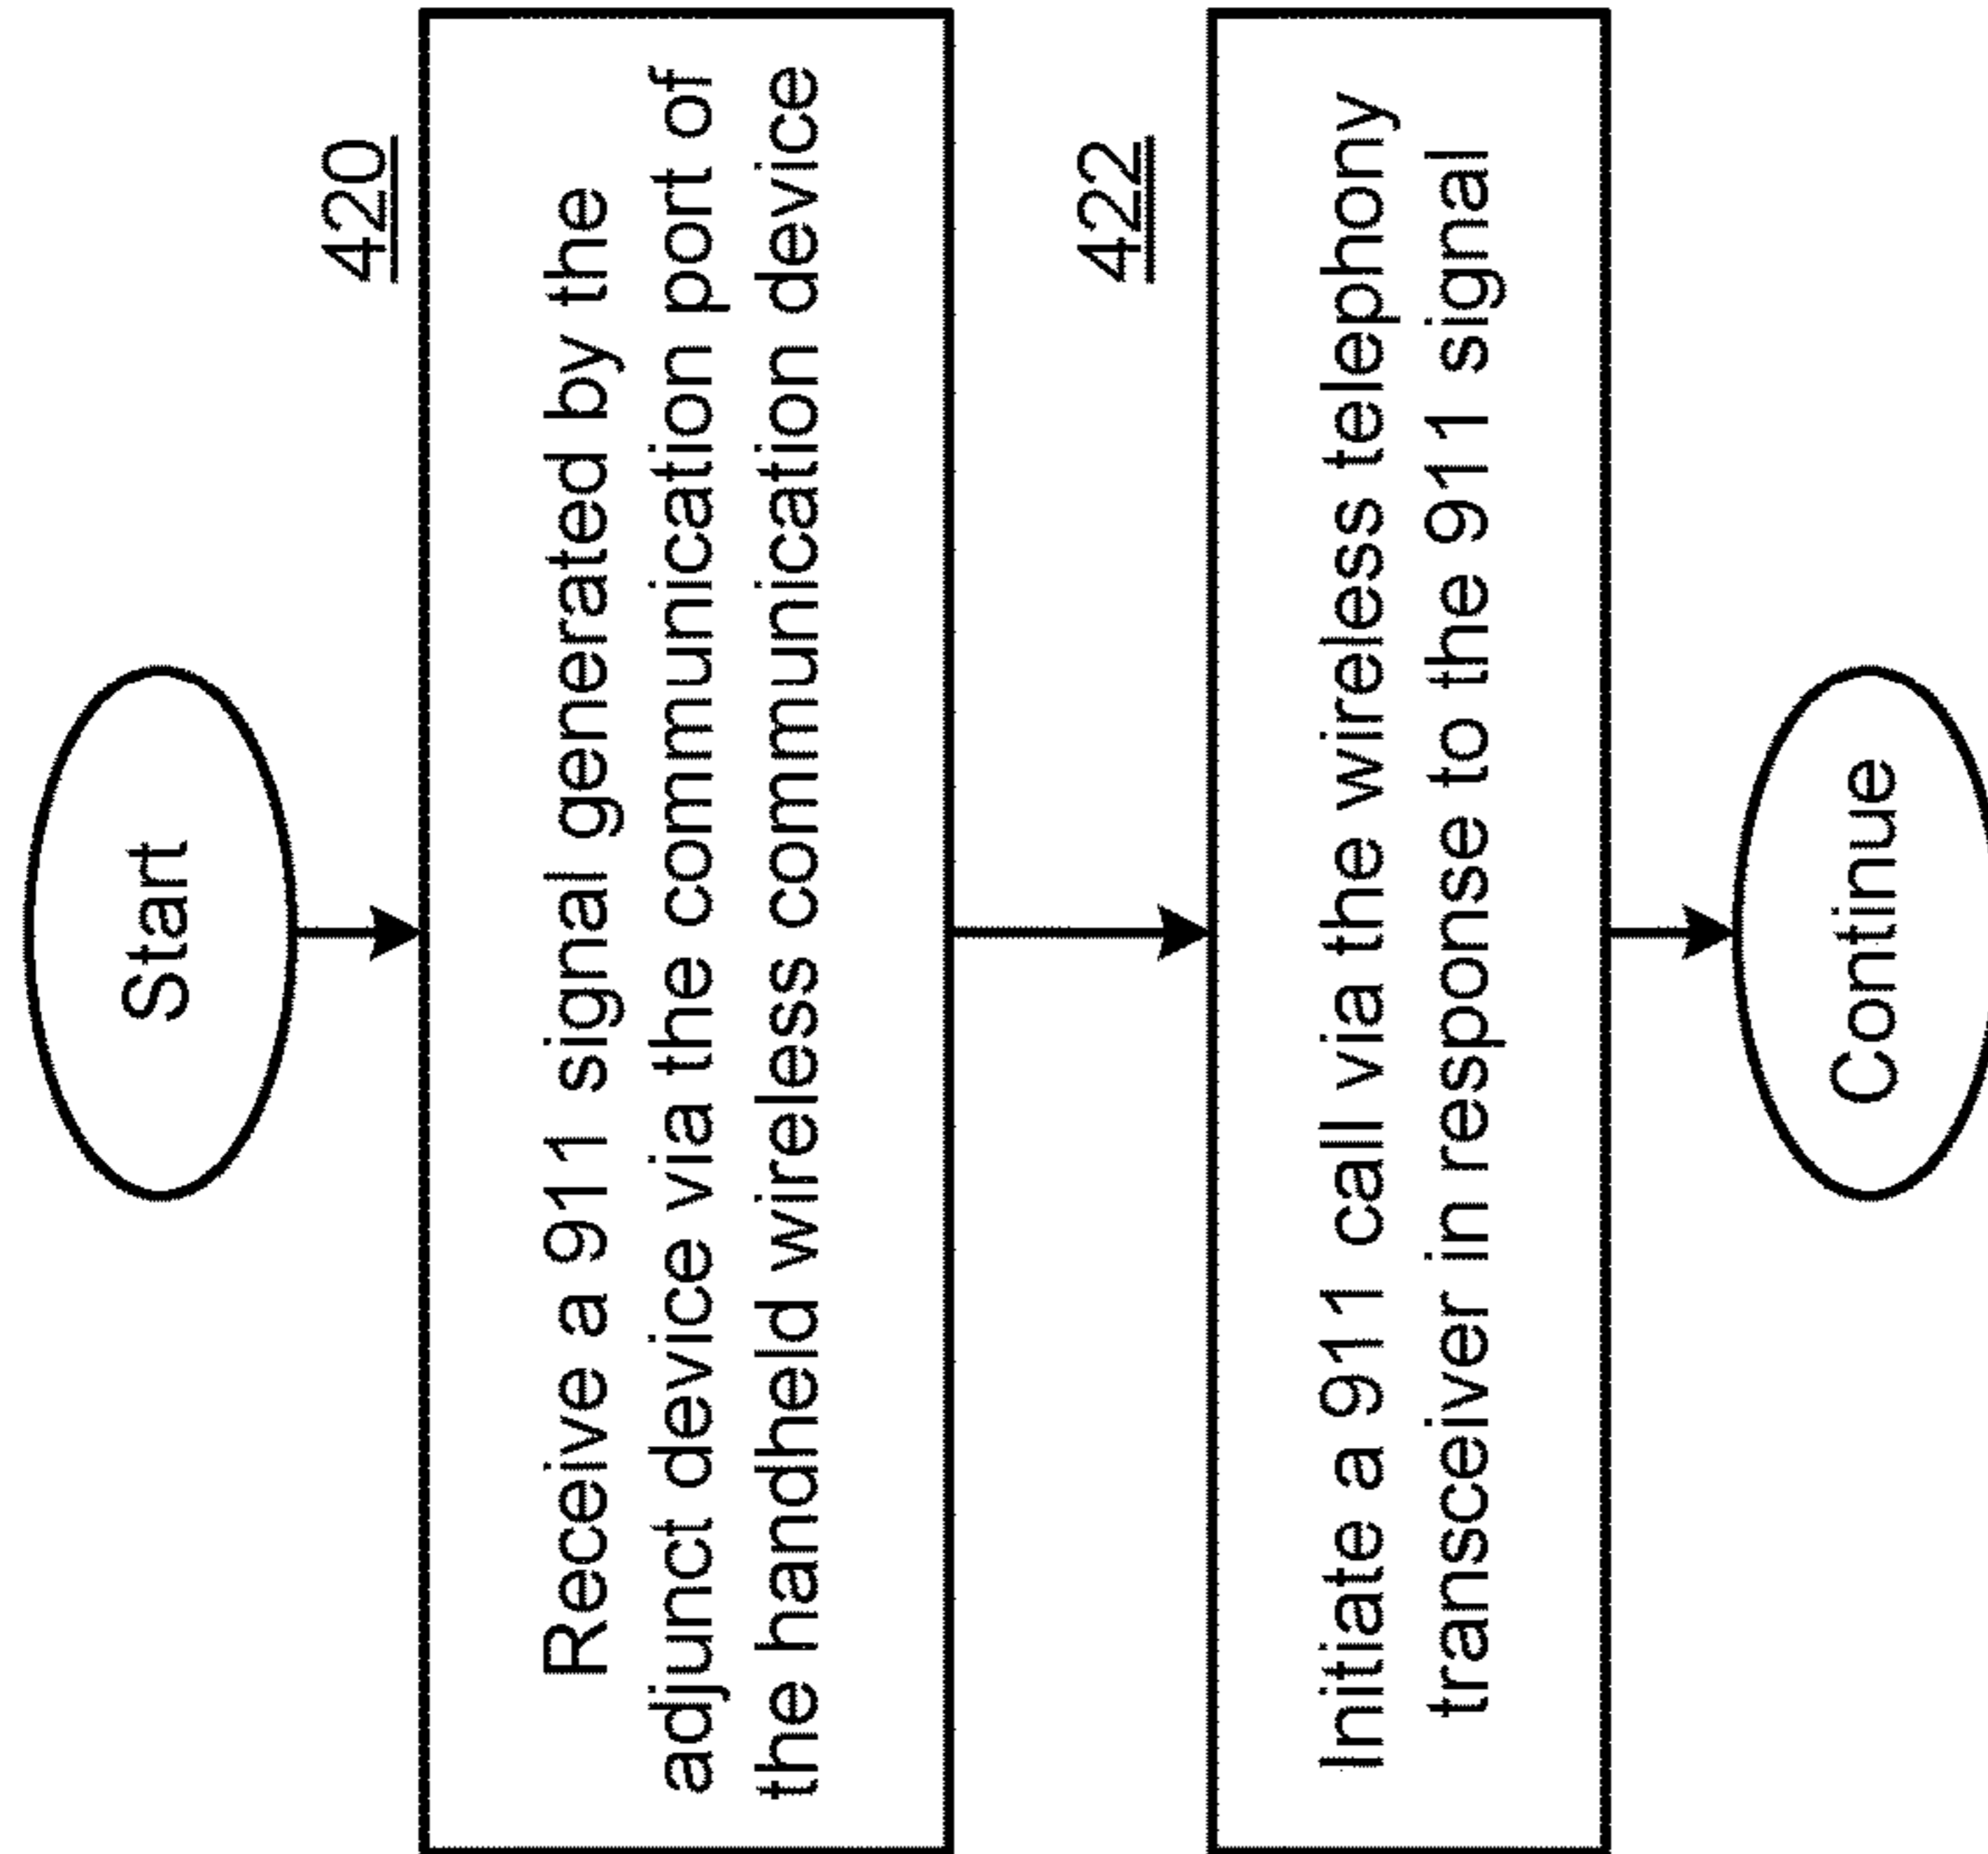 Start
420
Receive a 911 signal generated by the
adjunct device via the communication port of
the handheld wireless communication device
422
Initiate a 911 call via the wireless telephony
transceiver in response to the 911 signal
Continue